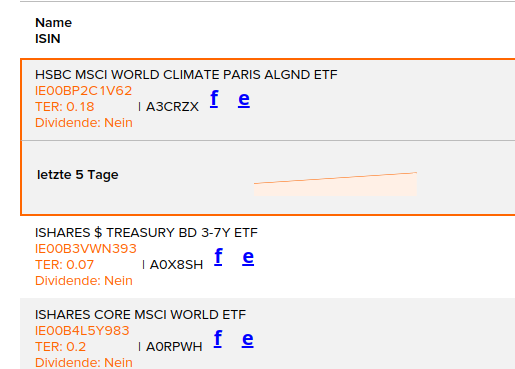 Name
ISIN
HSBC MSCI WORLD CLIMATE PARIS ALGND ETF
IE00BP2C1V62
TER: 0.18 | A3CRZX f e
Dividende: Nein
letzte 5 Tage
ISHARES $ TREASURY BD 3-7Y ETF
IE00B3VWN393
TER: 0.07 | A0X8SH f e
Dividende: Nein
ISHARES CORE MSCI WORLD ETF
IE00B4L5Y983
TER: 0.2 | A0RPWH f e
Dividende: Nein